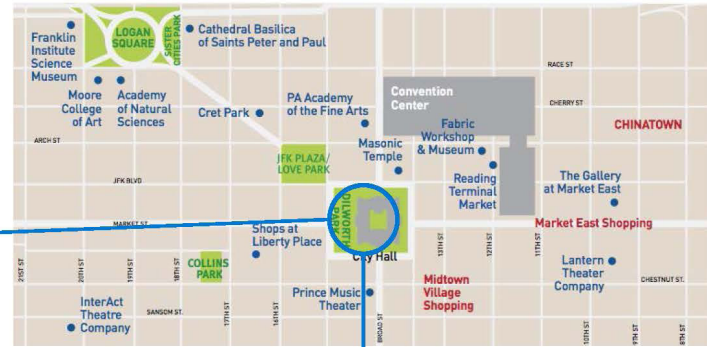 Franklin
Institute
Science
Museum
LOGAN
SQUARE
SISTER
CITIES PARK
Cathedral Basilica
of Saints Peter and Paul
Moore
College
of Art
Academy
of Natural
Sciences
Cret Park
PA Academy
of the Fine Arts
Convention
Center
RACE ST
CHERRY ST
CHINATOWN
ARCH ST
Masonic
Temple
Fabric
Workshop
& Museum
JFK PLAZA/
LOVE PARK
Reading
Terminal
Market
The Gallery
at Market East
JFK BLVD
DILWORTH
PARK
MARKET ST
Shops at
Liberty Place
Market East Shopping
City Hall
COLLINS
PARK
21ST ST
20TH ST
19TH ST
18TH ST
17TH ST
16TH ST
BROAD ST
13TH ST
12TH ST
11TH ST
10TH ST
9TH ST
8TH ST
Midtown
Village
Shopping
Lantern
Theater
Company
CHESTNUT ST.
Prince Music
Theater
InterAct
Theatre
Company
SANSOM ST.